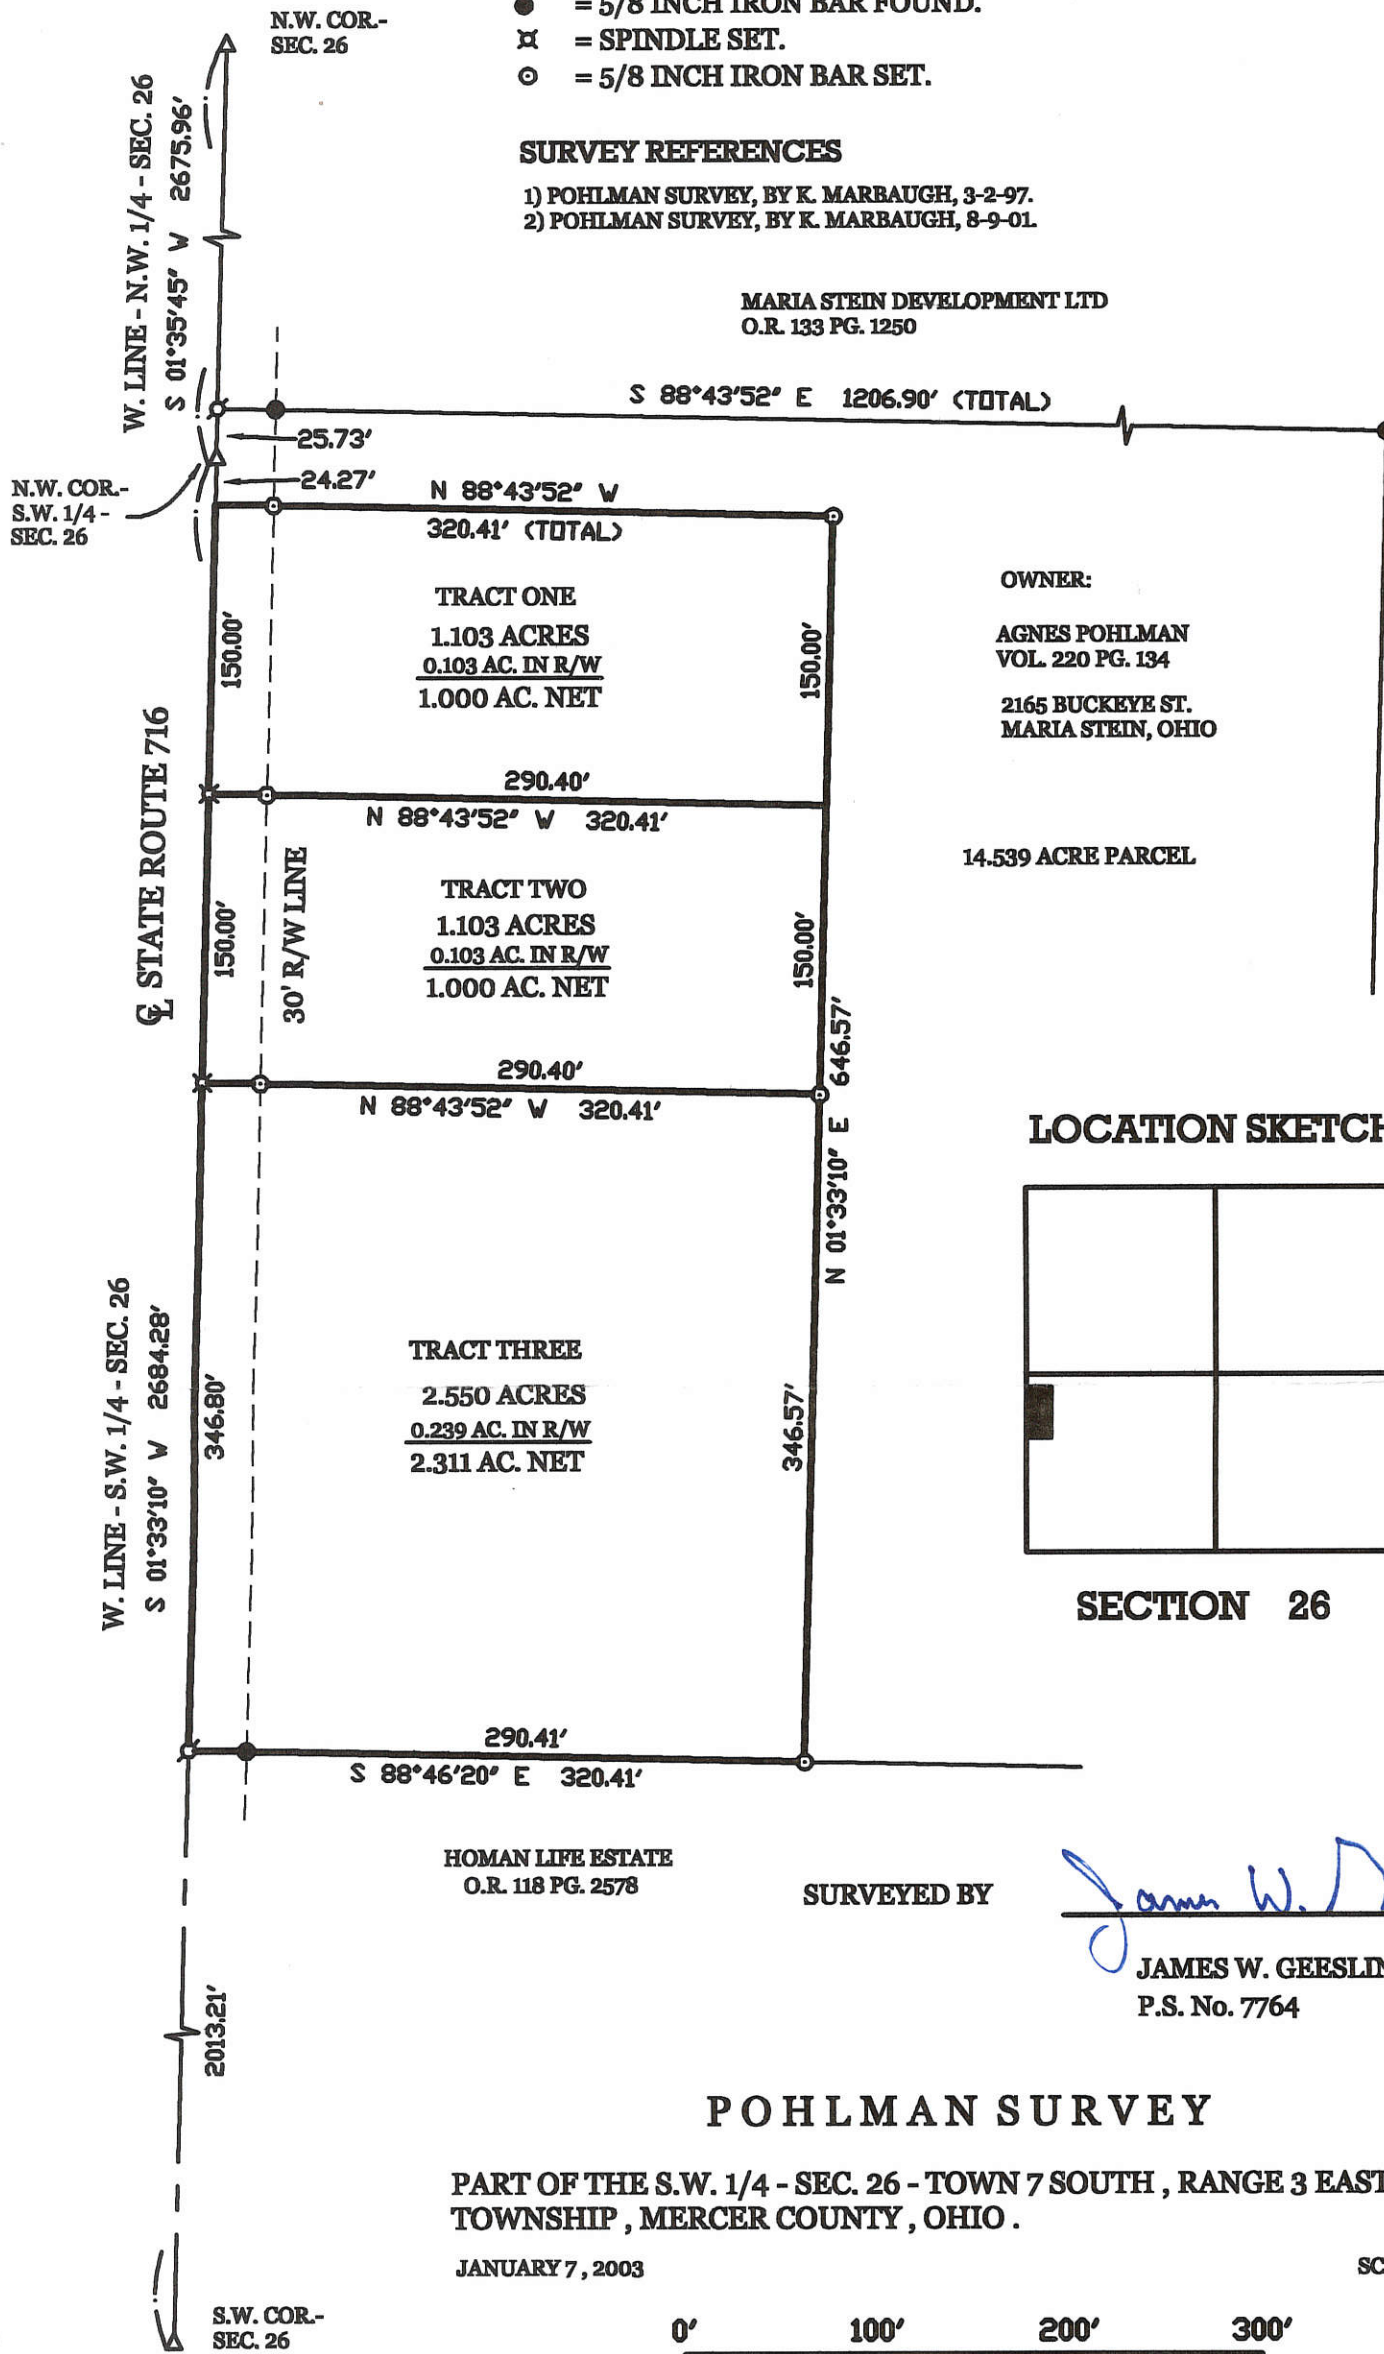 N.W. COR.-
SEC. 26
= 5/8 INCH IRON BAR FOUND.
= SPINDLE SET.
= 5/8 INCH IRON BAR SET.
SURVEY REFERENCES
1) POHLMAN SURVEY, BY K. MARBAUGH, 3-2-97.
2) POHLMAN SURVEY, BY K. MARBAUGH, 8-9-01.
W. LINE - N.W. 1/4 - SEC. 26
S 01°35'45" W 2675.96'
MARIA STEIN DEVELOPMENT LTD
O.R. 133 PG. 1250
S 88°43'52" E 1206.90' (TOTAL)
25.73'
24.27'
N.W. COR.-
S.W. 1/4 -
SEC. 26
N 88°43'52" W
320.41' (TOTAL)
TRACT ONE
1.103 ACRES
0.103 AC. IN R/W
1.000 AC. NET
150.00'
150.00'
OWNER:
AGNES POHLMAN
VOL. 220 PG. 134
2165 BUCKEYE ST.
MARIA STEIN, OHIO
14.539 ACRE PARCEL
℄ STATE ROUTE 716
290.40'
N 88°43'52" W 320.41'
30' R/W LINE
TRACT TWO
1.103 ACRES
0.103 AC. IN R/W
1.000 AC. NET
150.00'
150.00'
290.40'
N 88°43'52" W 320.41'
N 01°33'10" E 646.57'
LOCATION SKETCH
SECTION 26
W. LINE - S.W. 1/4 - SEC. 26
S 01°33'10" W 2684.28'
346.80'
TRACT THREE
2.550 ACRES
0.239 AC. IN R/W
2.311 AC. NET
346.57'
290.41'
S 88°46'20" E 320.41'
HOMAN LIFE ESTATE
O.R. 118 PG. 2578
SURVEYED BY
James W.
JAMES W. GEESLIN
P.S. No. 7764
2013.21'
POHLMAN SURVEY
PART OF THE S.W. 1/4 - SEC. 26 - TOWN 7 SOUTH , RANGE 3 EAST
TOWNSHIP , MERCER COUNTY , OHIO .
JANUARY 7 , 2003
SC
S.W. COR.-
SEC. 26
0' 100' 200' 300'